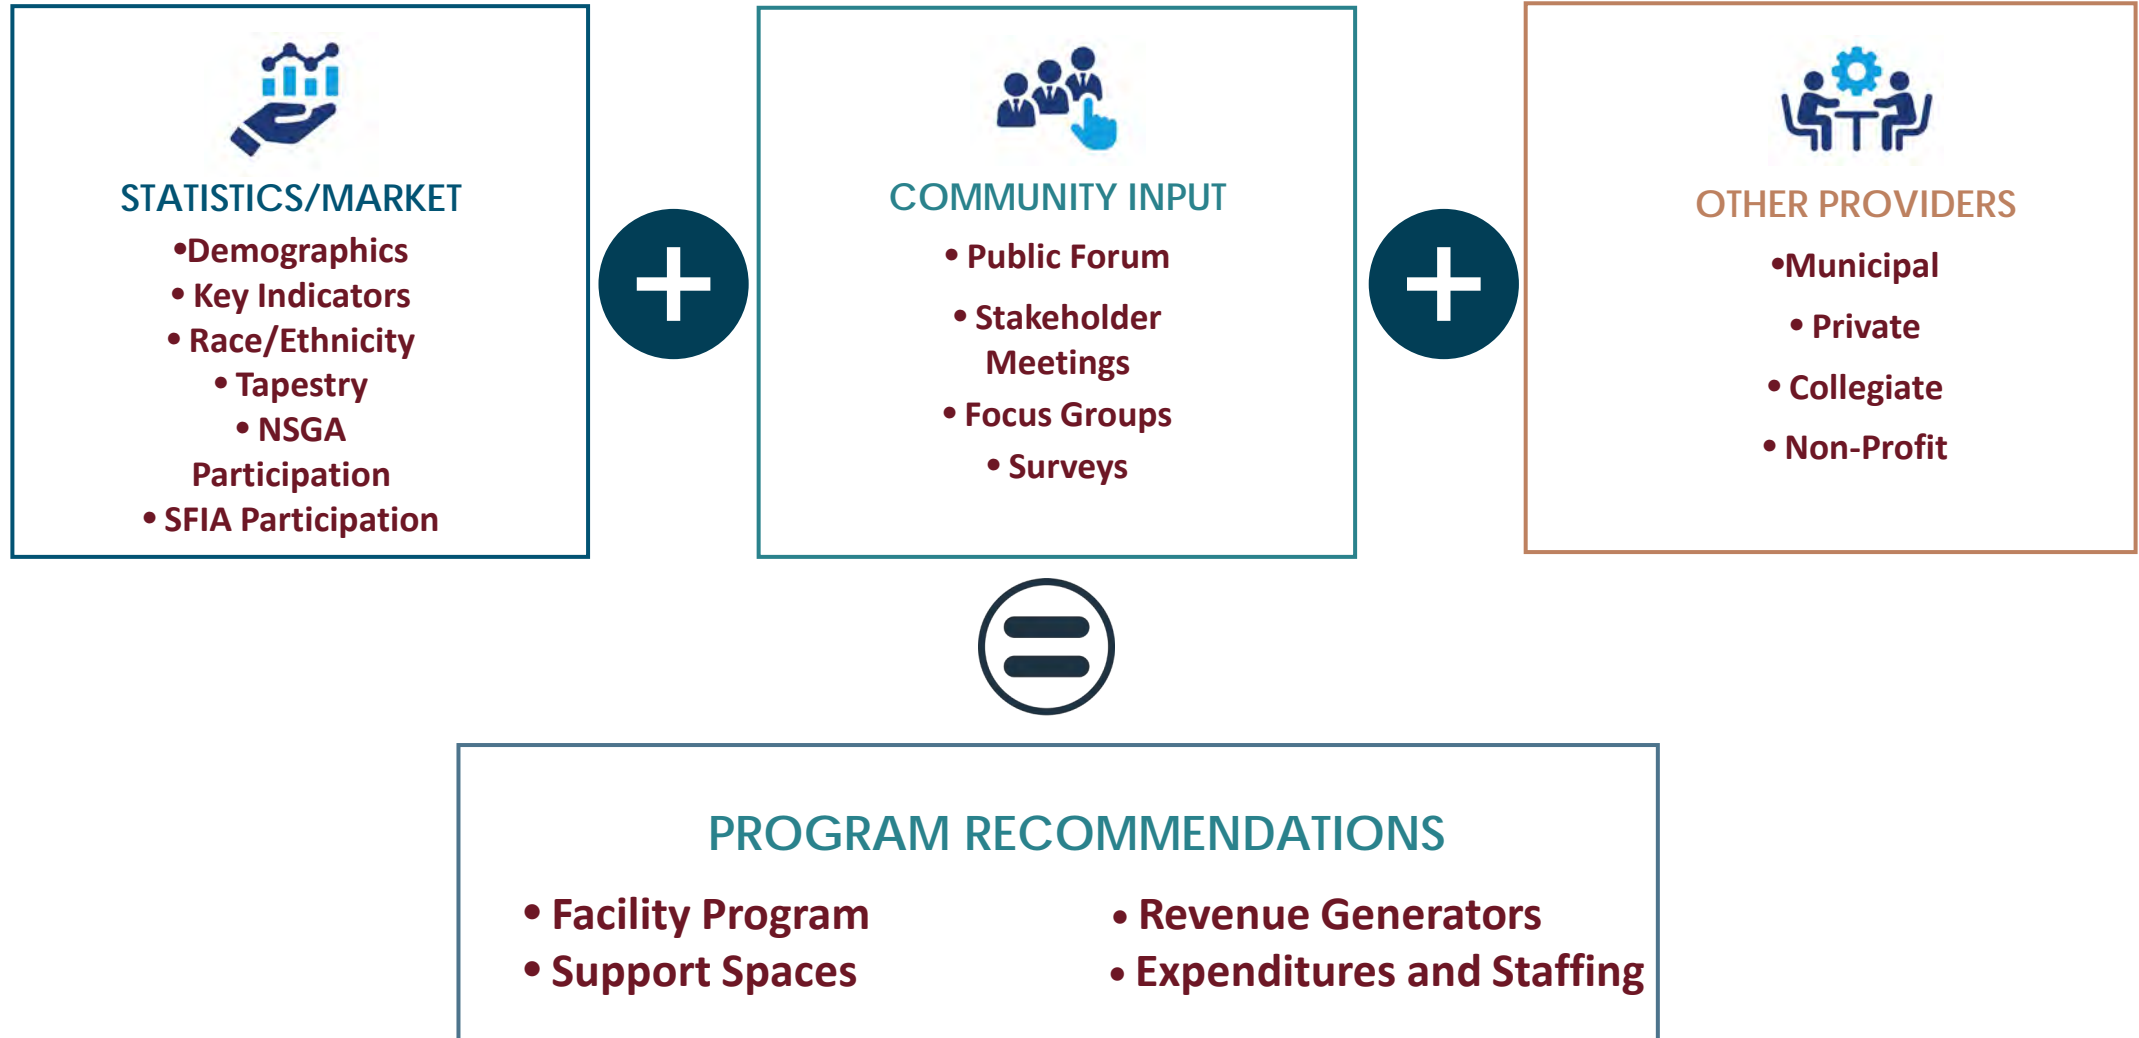 STATISTICS/MARKET
•Demographics
• Key Indicators
• Race/Ethnicity
• Tapestry
• NSGA
Participation
• SFIA Participation
COMMUNITY INPUT
• Public Forum
• Stakeholder
Meetings
• Focus Groups
• Surveys
OTHER PROVIDERS
•Municipal
• Private
• Collegiate
• Non-Profit
PROGRAM RECOMMENDATIONS
• Facility Program
• Support Spaces
• Revenue Generators
• Expenditures and Staffing